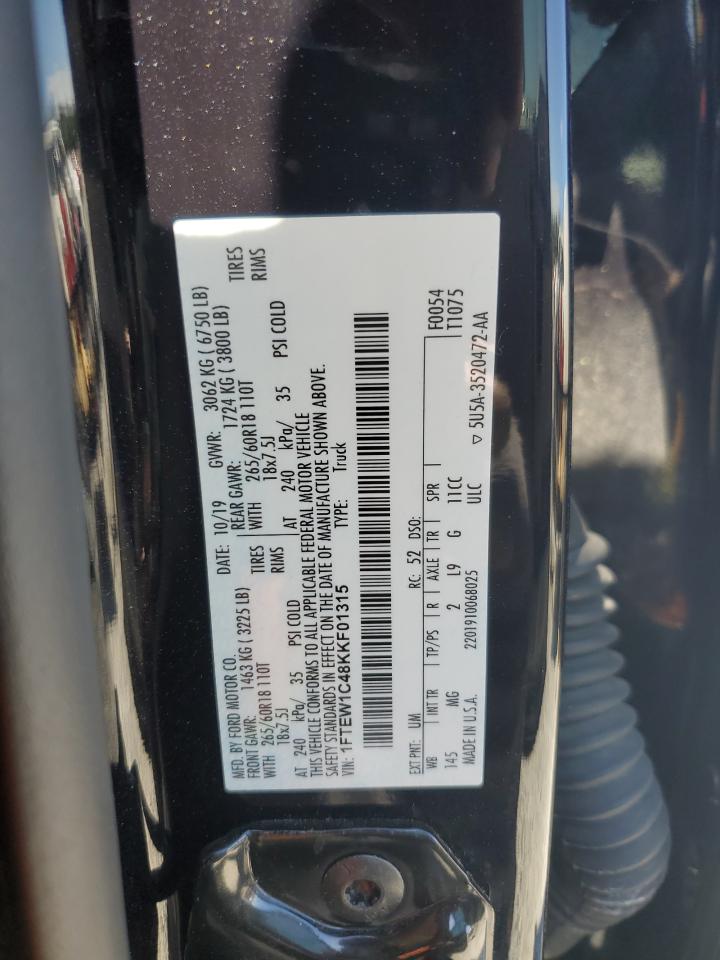 MFD. BY FORD MOTOR CO.
DATE: 10/19 GVWR: 3062 KG ( 6750 LB)
FRONT GAWR: 1463 KG ( 3225 LB) REAR GAWR: 1724 KG ( 3800 LB)
WITH 265/60R18 110T TIRES WITH 265/60R18 110T TIRES
18x7.5J RIMS 18x7.5J RIMS
AT 240 kPa/ 35 PSI COLD AT 240 kPa/ 35 PSI COLD
THIS VEHICLE CONFORMS TO ALL APPLICABLE FEDERAL MOTOR VEHICLE
SAFETY STANDARDS IN EFFECT ON THE DATE OF MANUFACTURE SHOWN ABOVE.
VIN: 1FTEW1C48KKF01315 TYPE: Truck
EXT PNT: UM RC: 52 DSO: F0054
WB INT TR TP/PS R AXLE TR SPR T1075
145 MG 2 L9 G 11CC
ULC
MADE IN U.S.A. 2201910068025 ▽ 5U5A-3520472-AA